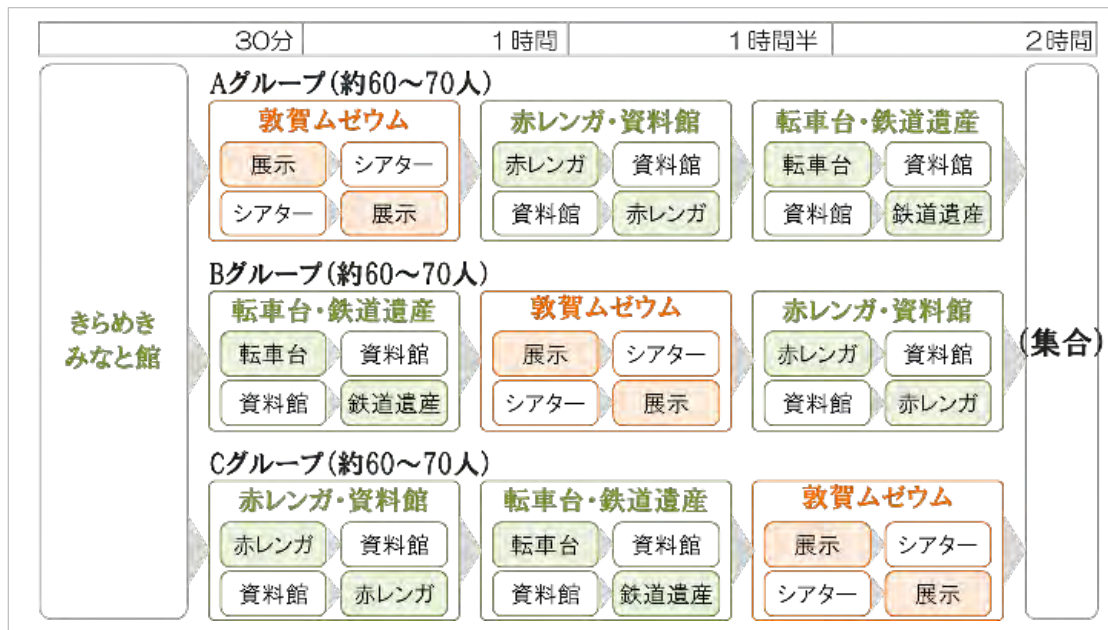 30分 1時間 1時間半 2時間
きらめき
みなと館
Aグループ(約60～70人)
敦賀ムゼウム 赤レンガ・資料館 転車台・鉄道遺産
展示 シアター 赤レンガ 資料館 転車台 資料館
シアター 展示 資料館 赤レンガ 資料館 鉄道遺産
Bグループ(約60～70人)
転車台・鉄道遺産 敦賀ムゼウム 赤レンガ・資料館
転車台 資料館 展示 シアター 赤レンガ 資料館
資料館 鉄道遺産 シアター 展示 資料館 赤レンガ
Cグループ(約60～70人)
赤レンガ・資料館 転車台・鉄道遺産 敦賀ムゼウム
赤レンガ 資料館 転車台 資料館 展示 シアター
資料館 赤レンガ 資料館 鉄道遺産 シアター 展示
(集合)